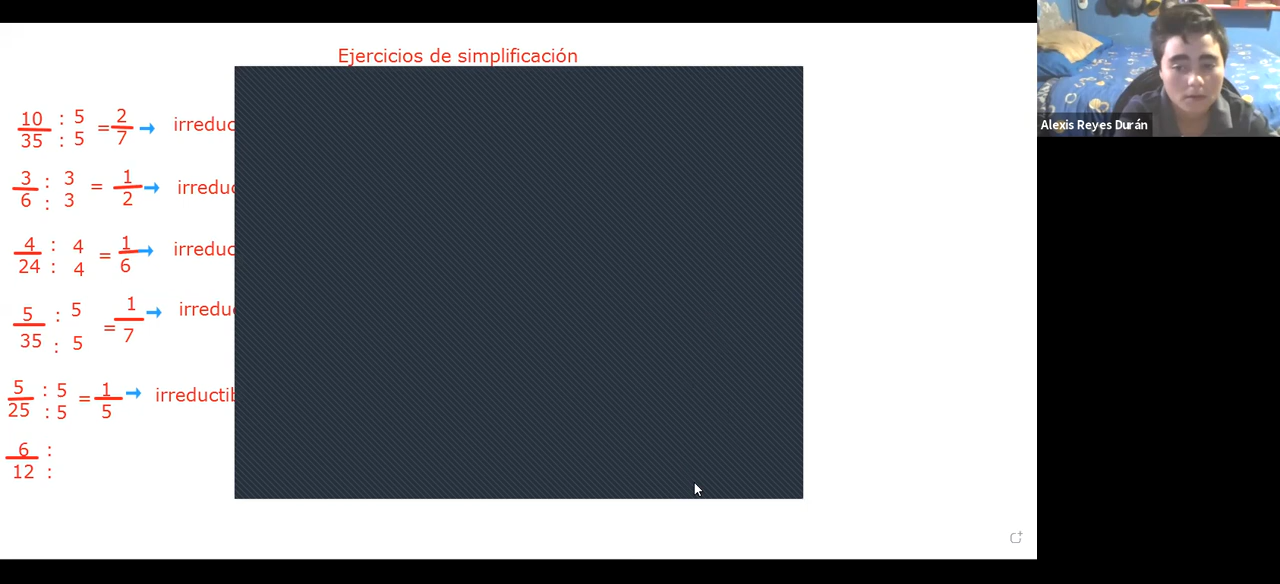 Ejercicios de simplificación
Alexis Reyes Durán
10 : 5 = 2 → irreduc
35 : 5 7
3 : 3 = 1 → irreduc
6 : 3 2
4 : 4 = 1 → irreduc
24 : 4 6
5 : 5 = 1 → irreduc
35 : 5 7
5 : 5 = 1 → irreductib
25 : 5 5
6 :
12 :